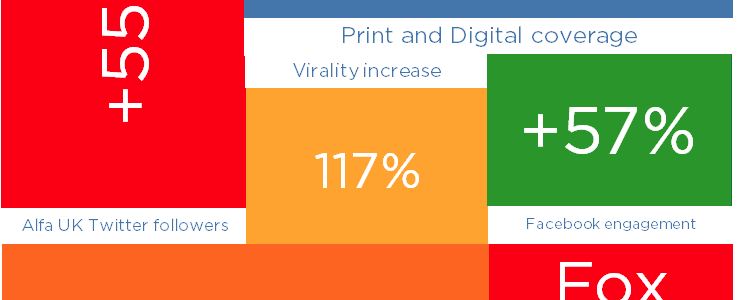 +55
Print and Digital coverage
Virality increase
117%
+57%
Alfa UK Twitter followers
Facebook engagement
Fox